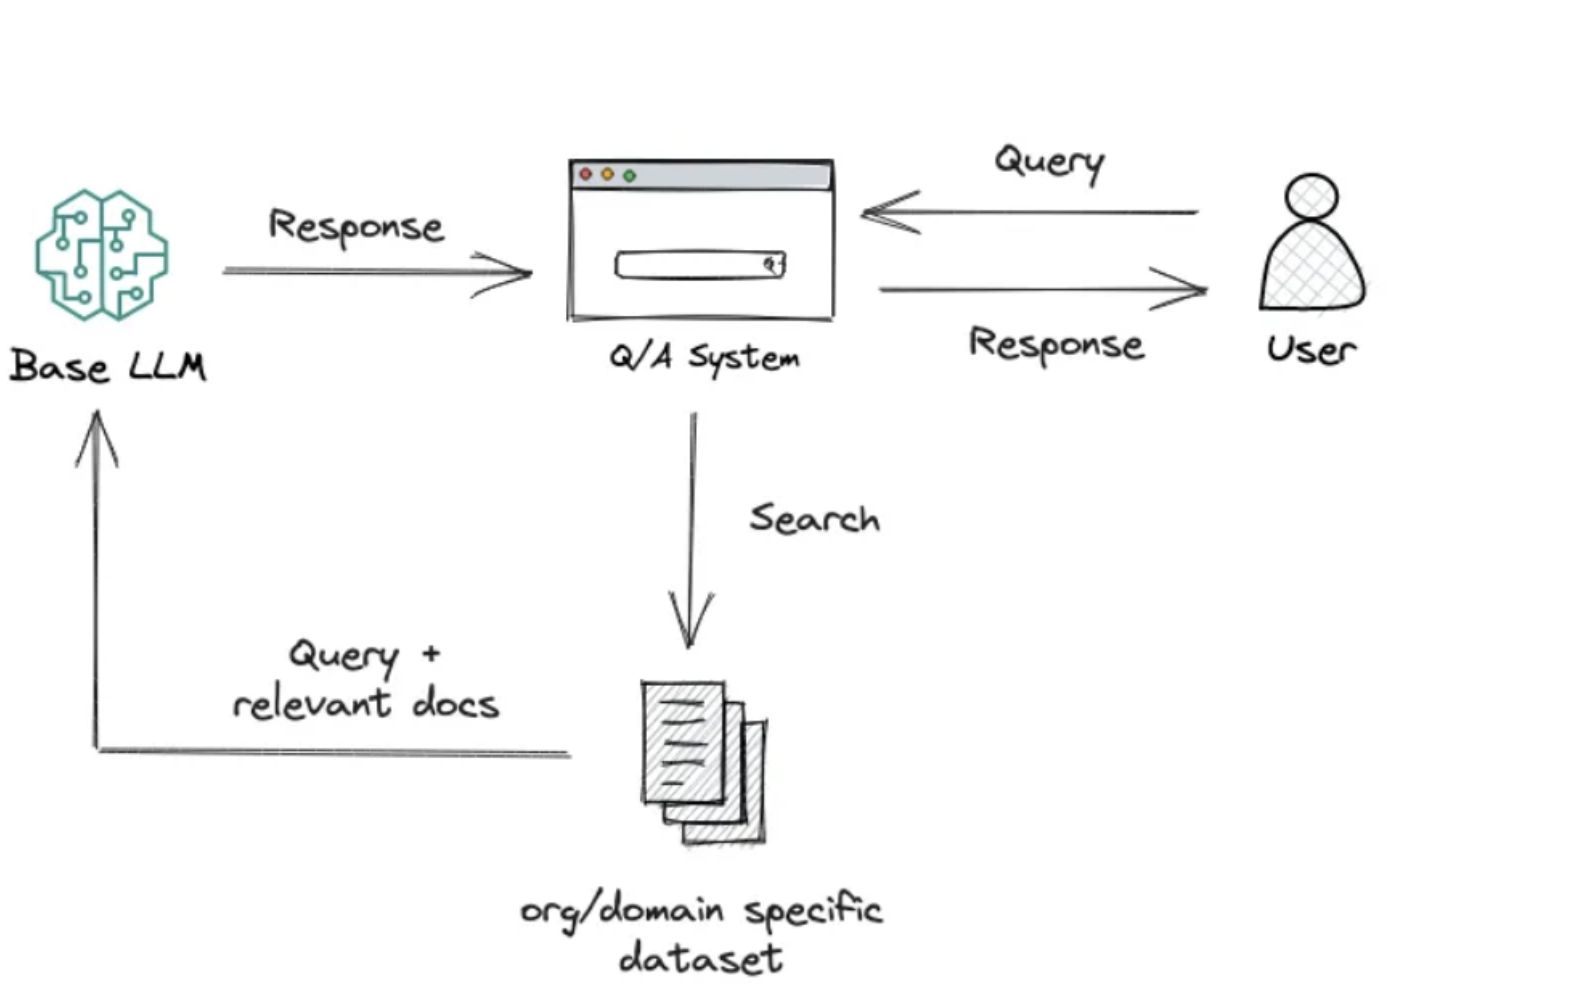 Query
Response
Response
Base LLM
Q/A System
User
Search
Query +
relevant docs
org/domain specific
dataset